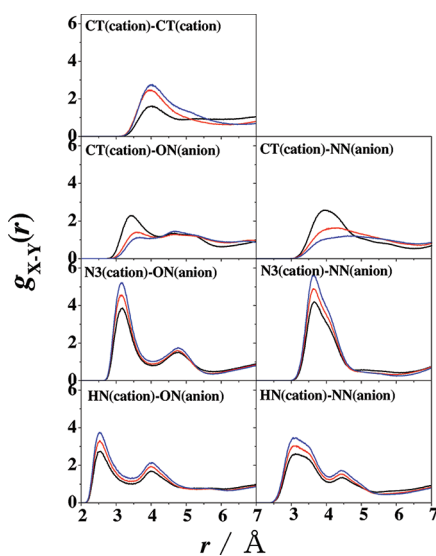 6
CT(cation)-CT(cation)
4
2
0
6
CT(cation)-ON(anion)
CT(cation)-NN(anion)
4
2
0
6
N3(cation)-ON(anion)
N3(cation)-NN(anion)
4
2
0
6
HN(cation)-ON(anion)
HN(cation)-NN(anion)
4
2
0
2 3 4 5 6 7
3 4 5 6 7
g X-Y (r)
r / Å